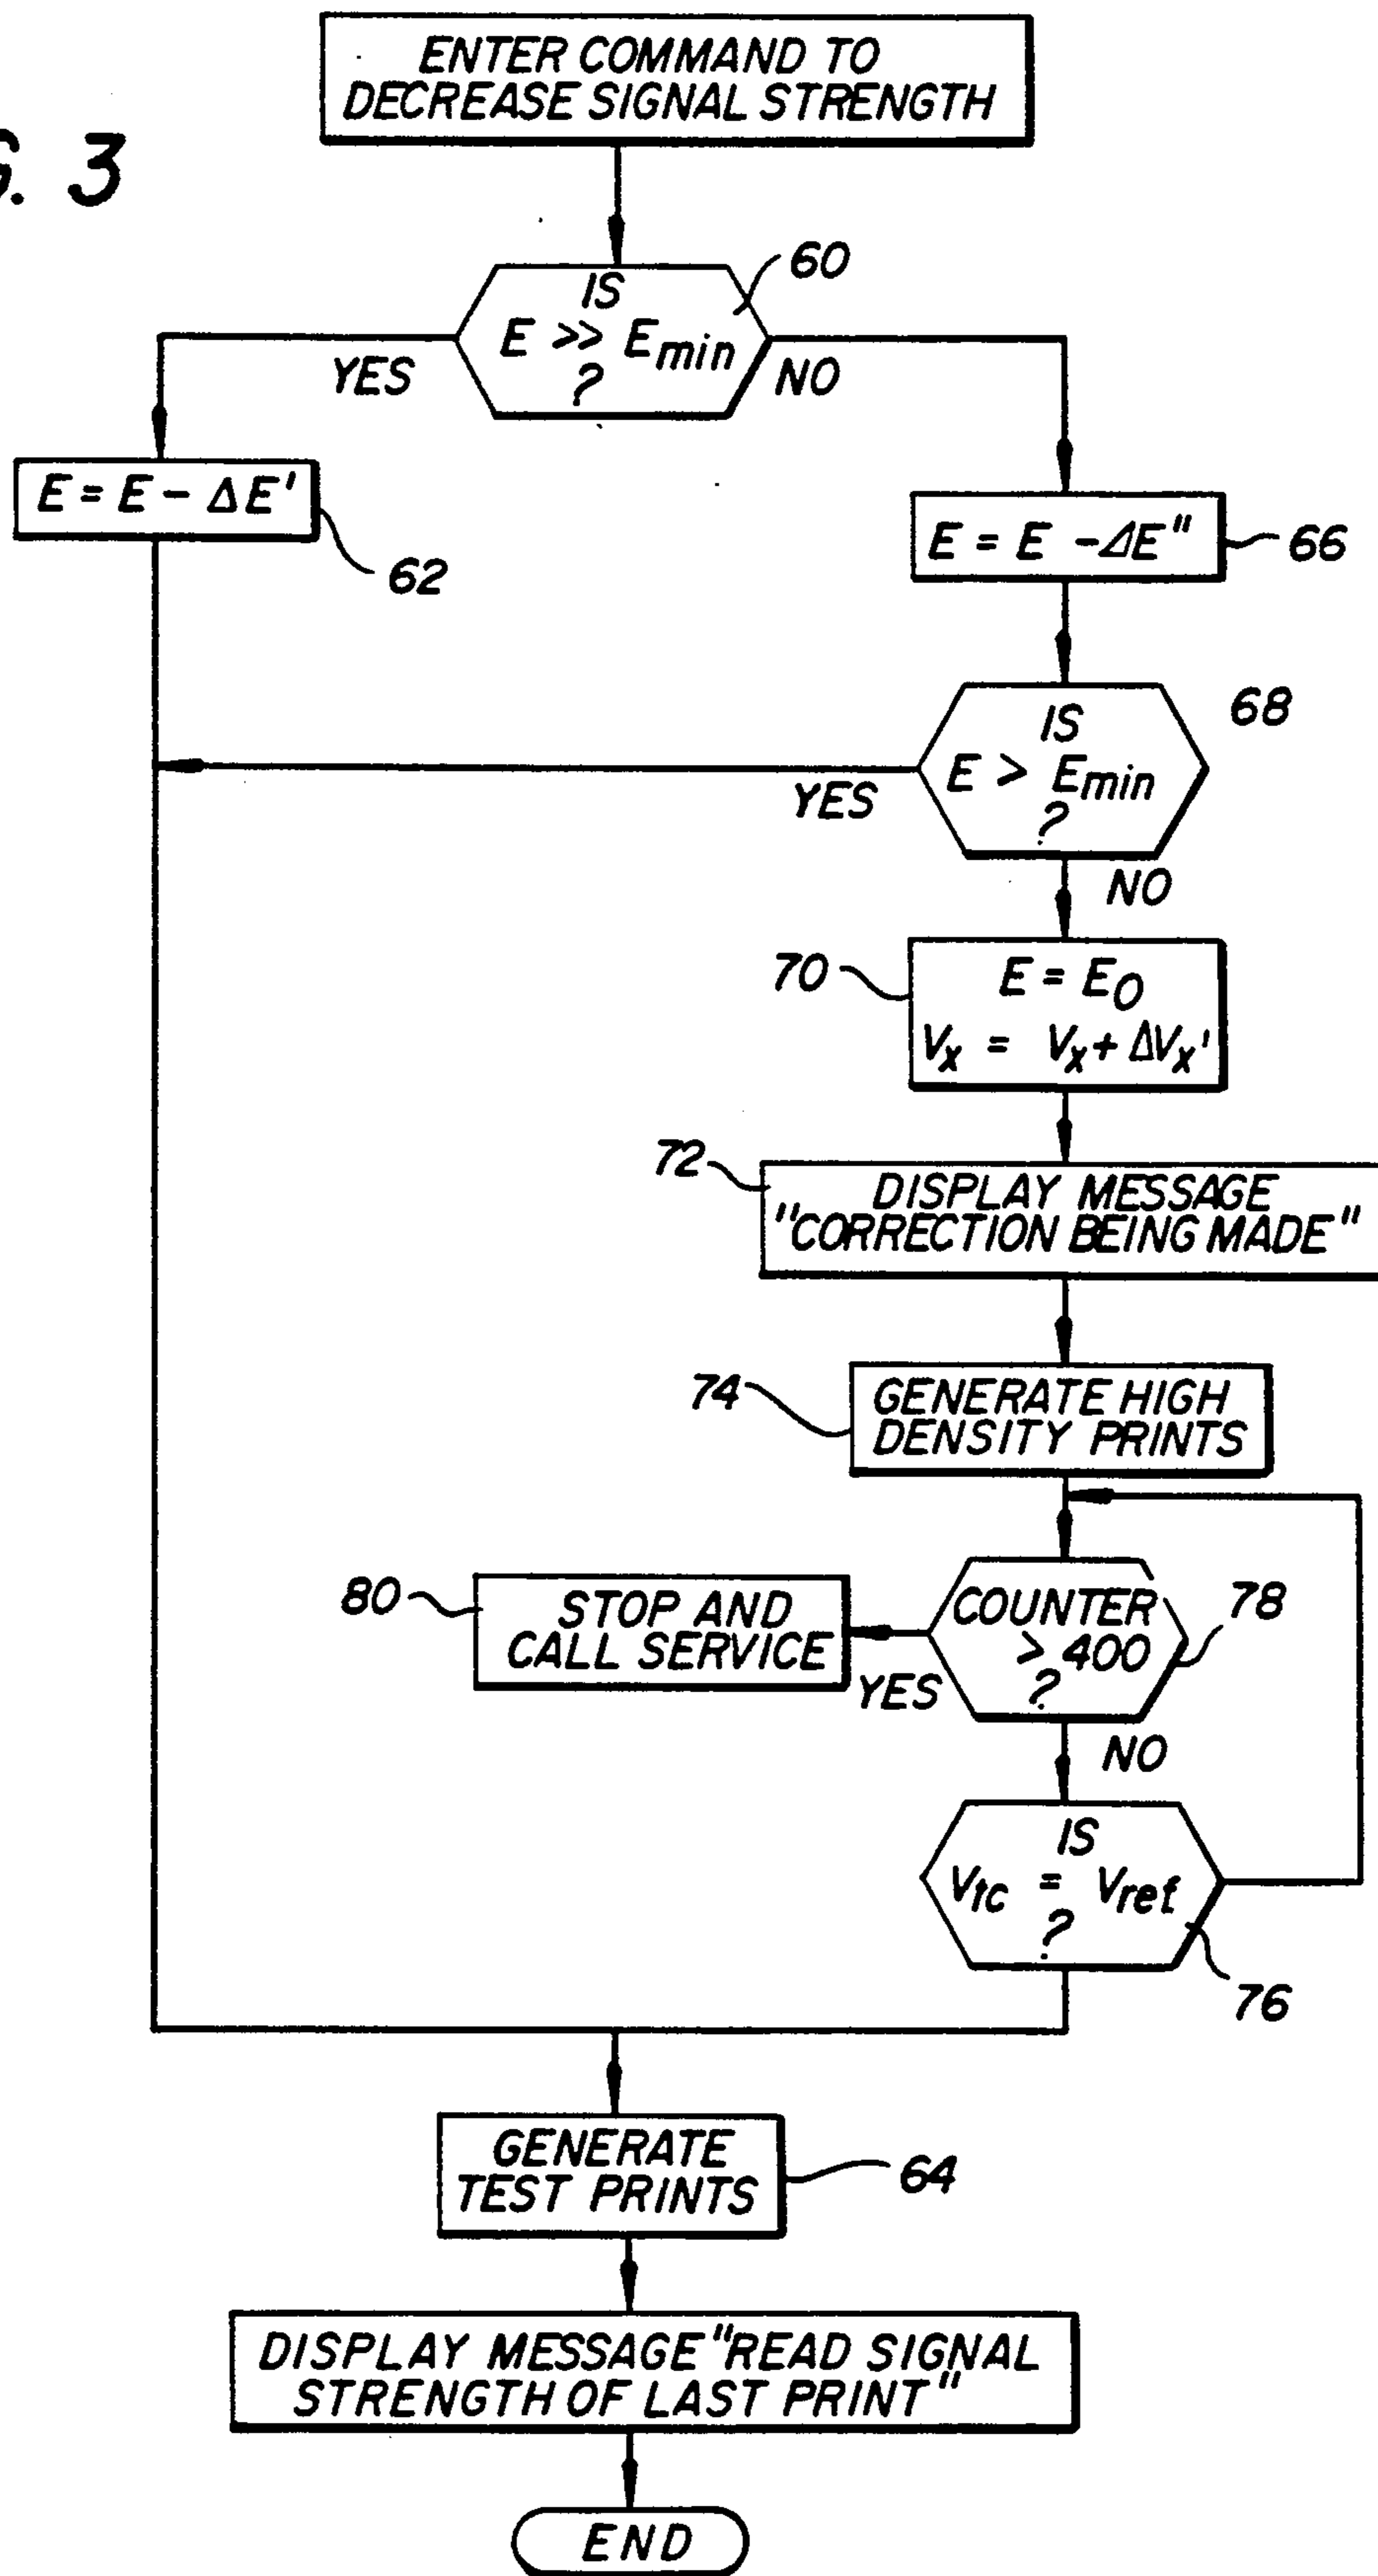 ENTER COMMAND TO
DECREASE SIGNAL STRENGTH
G. 3
60
IS
E >> Emin
?
YES
NO
E = E - ΔE'
62
E = E - ΔE"
66
68
IS
E > Emin
?
YES
NO
70
E = E0
Vx = Vx + ΔVx'
72
DISPLAY MESSAGE
"CORRECTION BEING MADE"
74
GENERATE HIGH
DENSITY PRINTS
80
STOP AND
CALL SERVICE
COUNTER
> 400
?
78
YES
NO
IS
Vtc = Vref
?
76
GENERATE
TEST PRINTS
64
DISPLAY MESSAGE "READ SIGNAL
STRENGTH OF LAST PRINT"
END